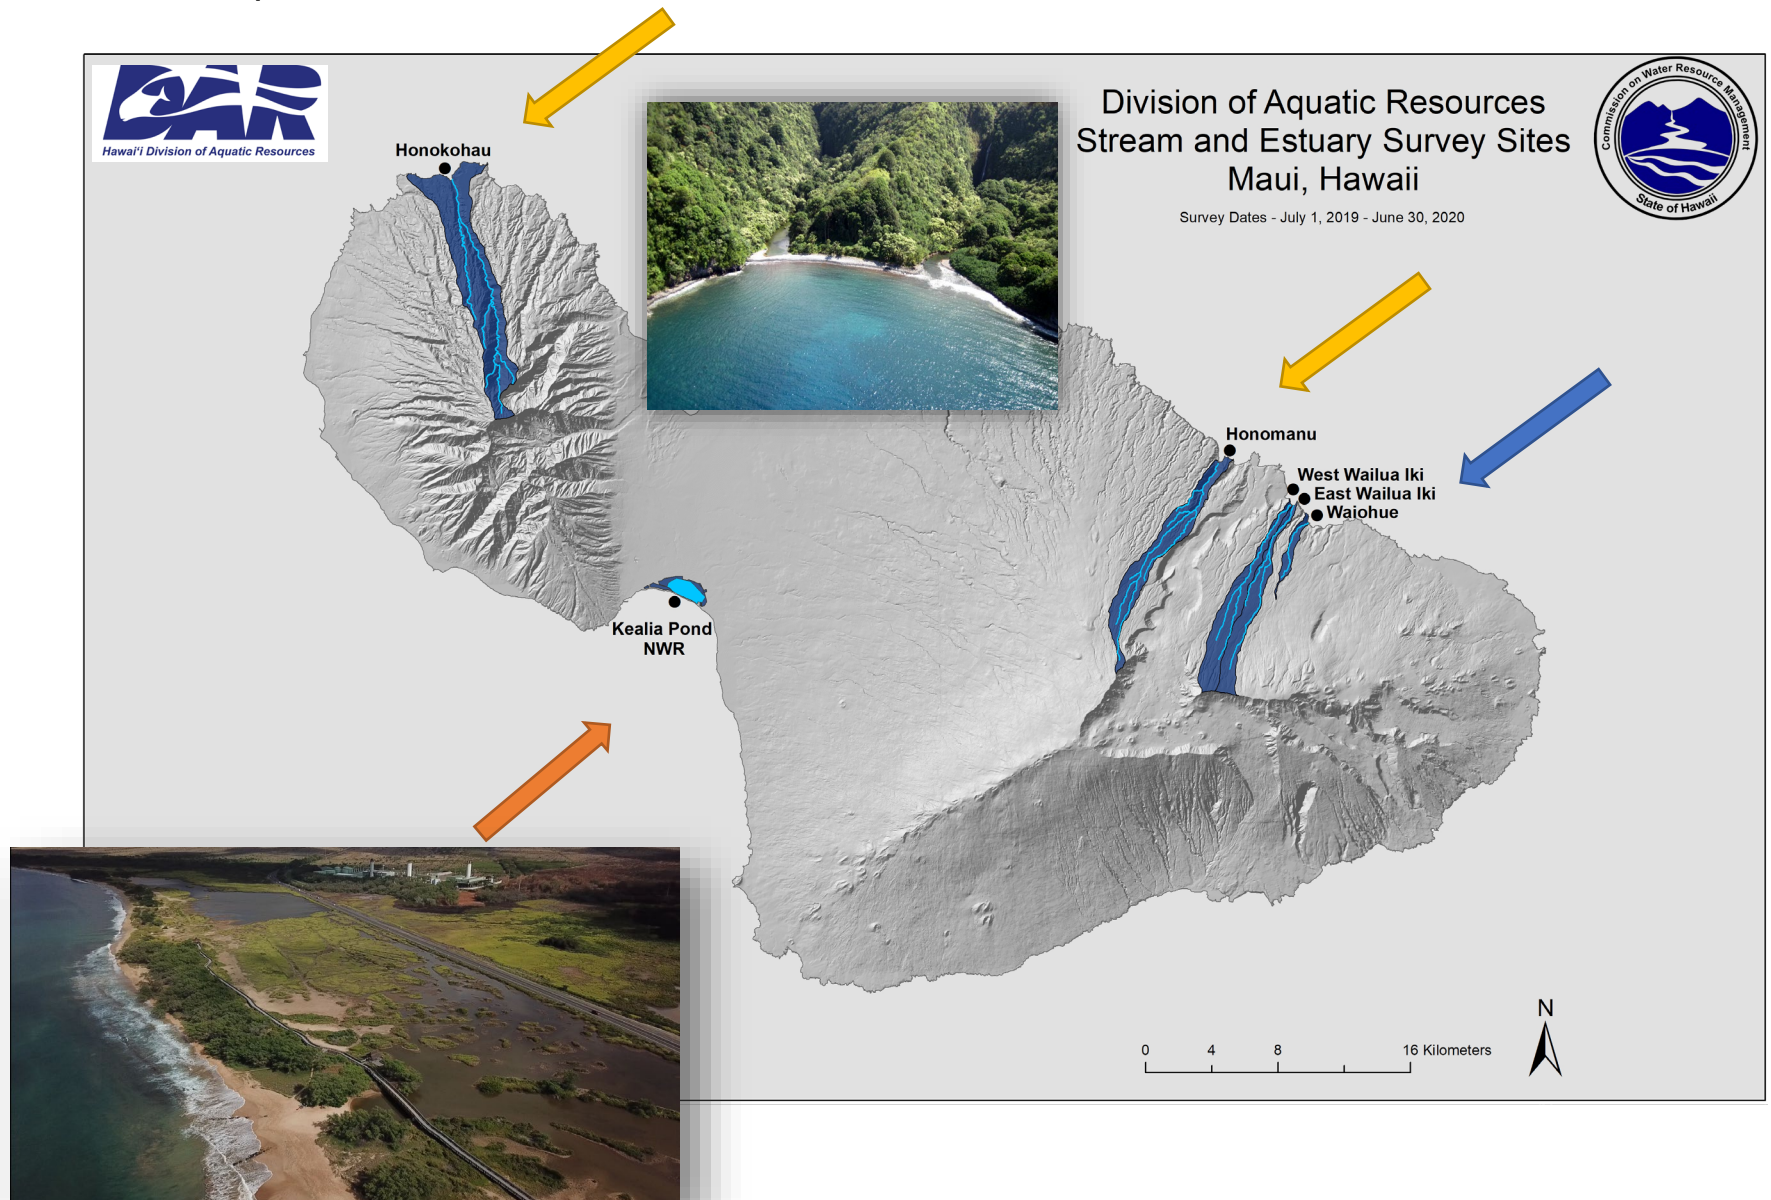 DAR
Hawai‘i Division of Aquatic Resources
Division of Aquatic Resources
Stream and Estuary Survey Sites
Maui, Hawaii
Survey Dates - July 1, 2019 - June 30, 2020
Commission on Water Resource Management
State of Hawaii
Honokohau
Honomanu
West Wailua Iki
East Wailua Iki
Waiohue
Kealia Pond
NWR
N
0 4 8 16 Kilometers